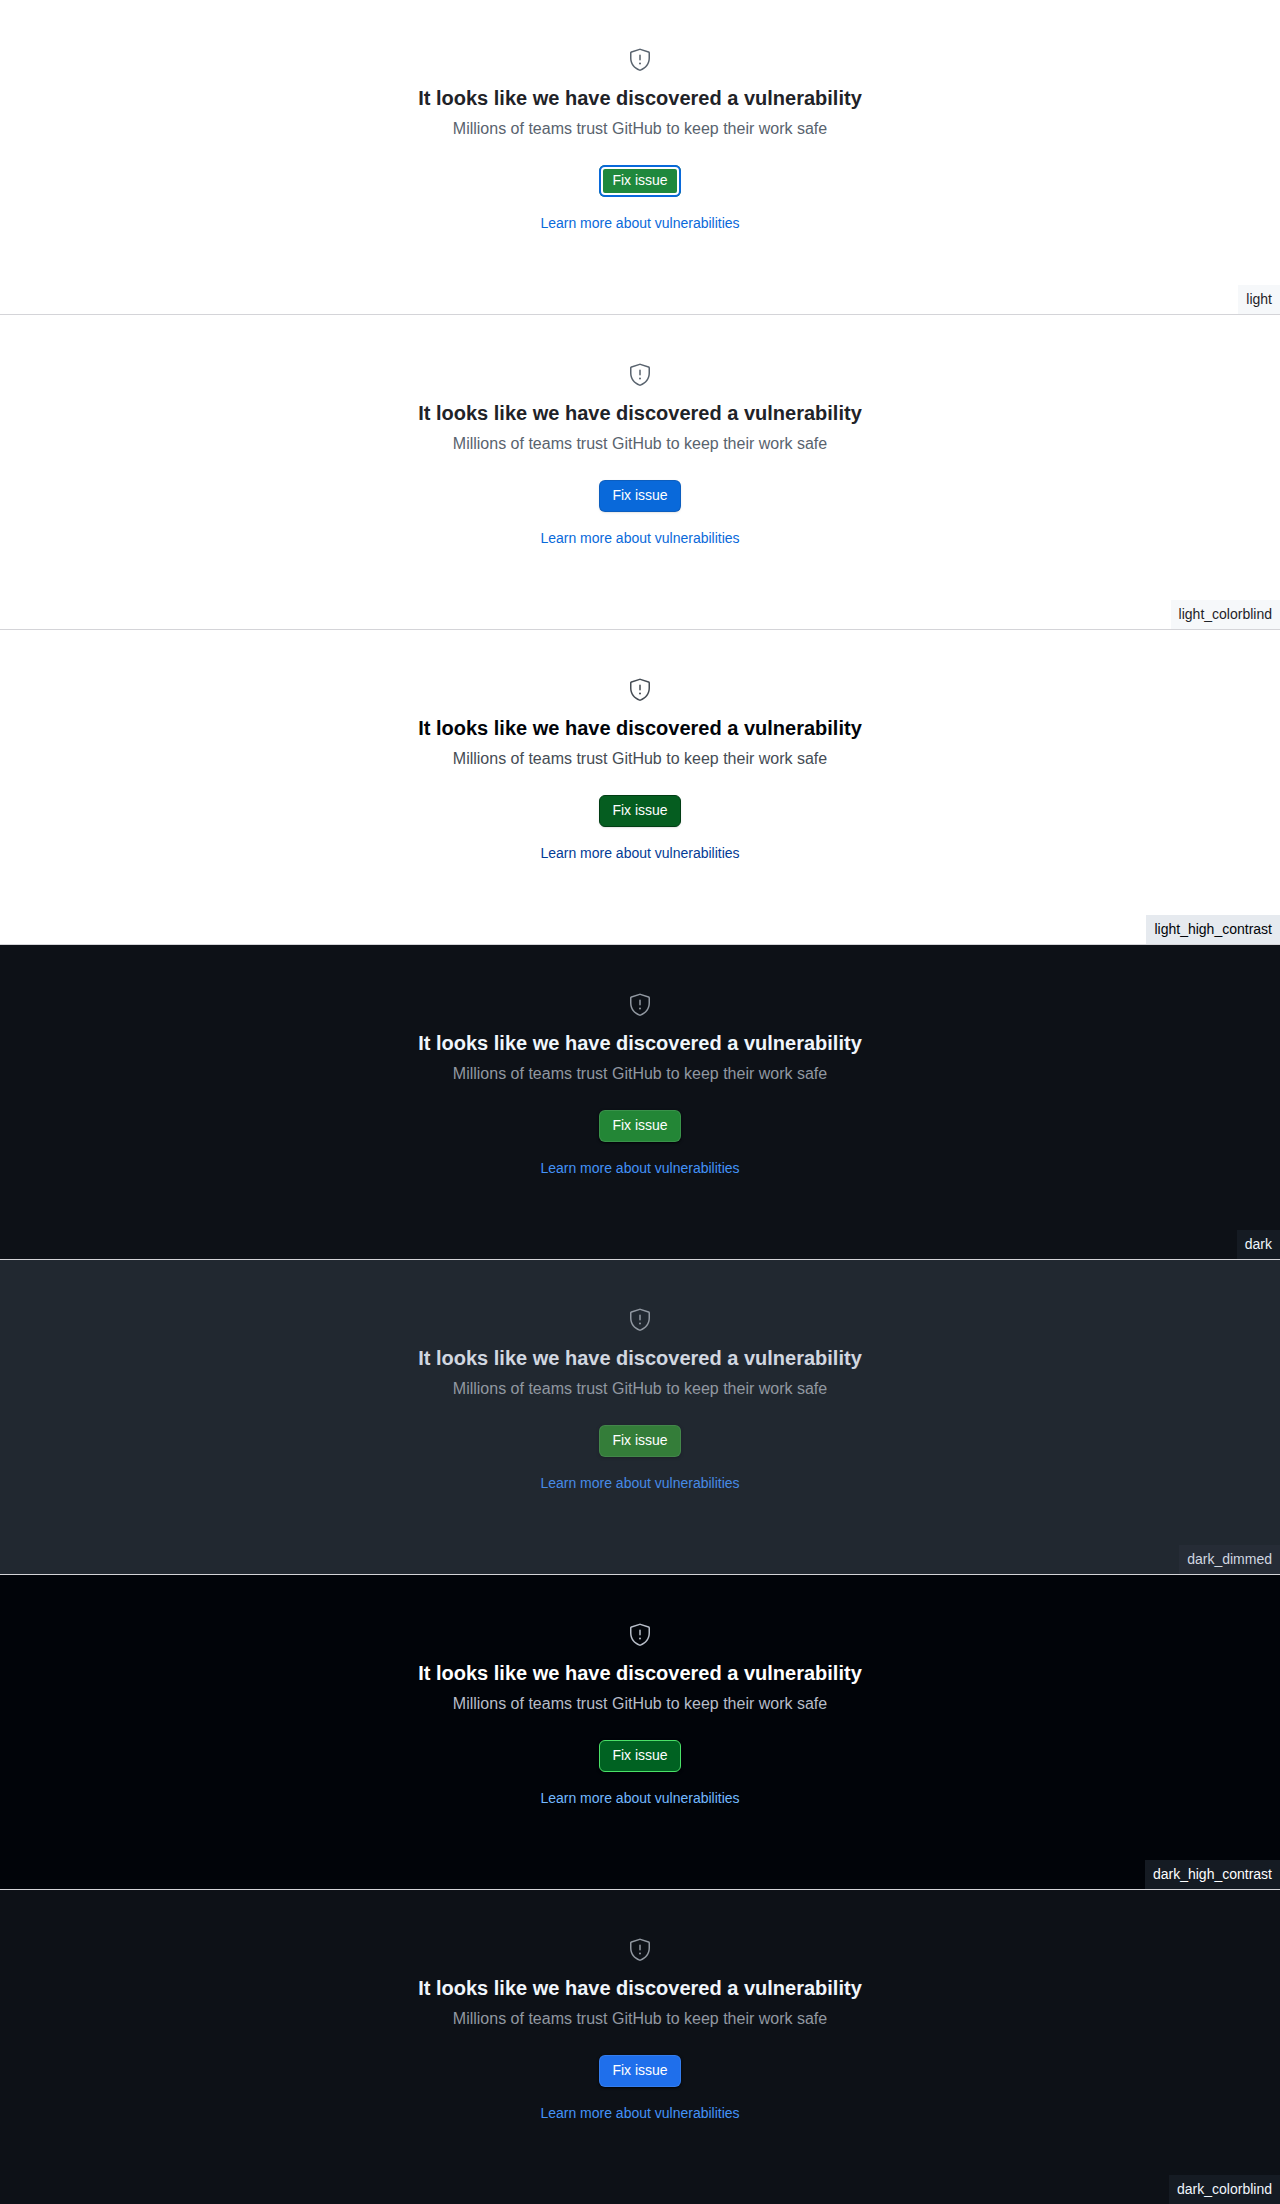 It looks like we have discovered a vulnerability
Millions of teams trust GitHub to keep their work safe
Fix issue
Learn more about vulnerabilities
light
It looks like we have discovered a vulnerability
Millions of teams trust GitHub to keep their work safe
Fix issue
Learn more about vulnerabilities
light_colorblind
It looks like we have discovered a vulnerability
Millions of teams trust GitHub to keep their work safe
Fix issue
Learn more about vulnerabilities
light_high_contrast
It looks like we have discovered a vulnerability
Millions of teams trust GitHub to keep their work safe
Fix issue
Learn more about vulnerabilities
dark
It looks like we have discovered a vulnerability
Millions of teams trust GitHub to keep their work safe
Fix issue
Learn more about vulnerabilities
dark_dimmed
It looks like we have discovered a vulnerability
Millions of teams trust GitHub to keep their work safe
Fix issue
Learn more about vulnerabilities
dark_high_contrast
It looks like we have discovered a vulnerability
Millions of teams trust GitHub to keep their work safe
Fix issue
Learn more about vulnerabilities
dark_colorblind